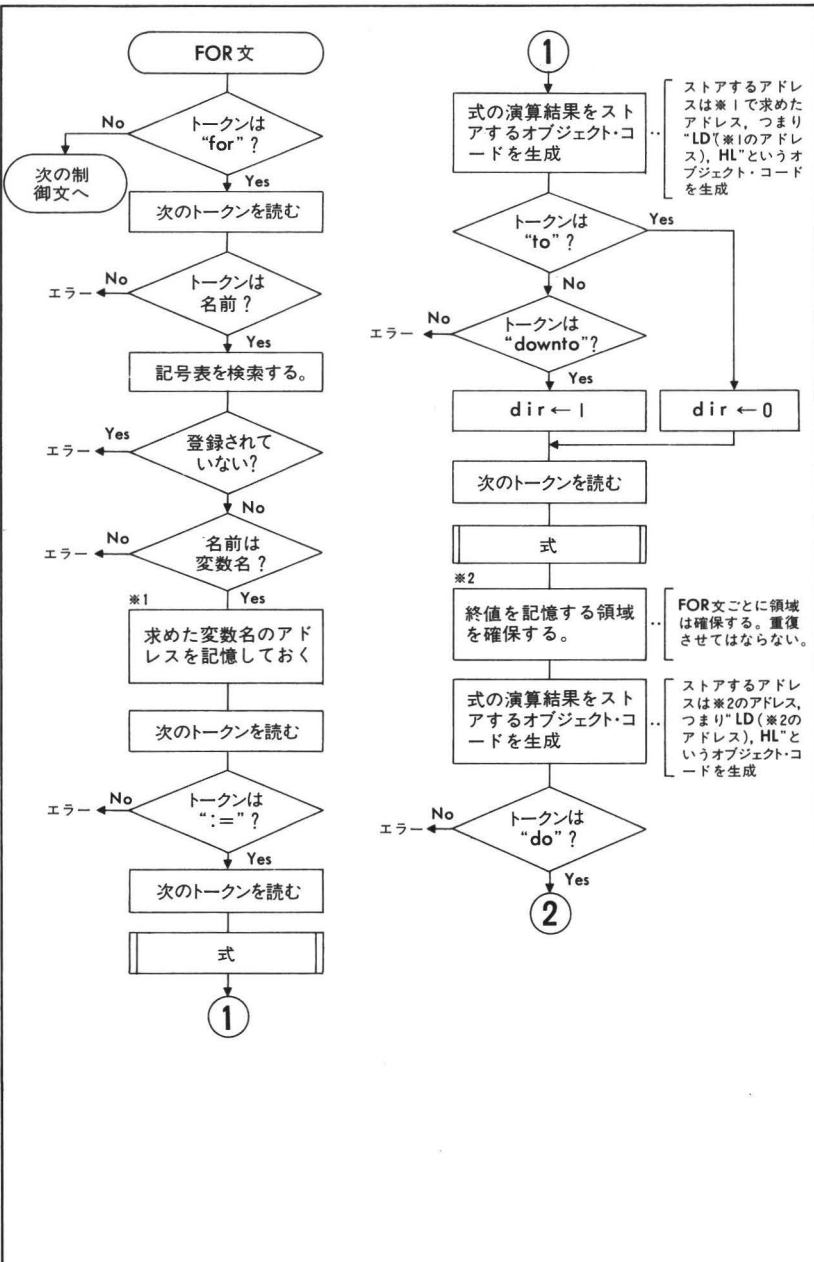 FOR文
トークンは
“for”？
No
Yes
次の制
御文へ
次のトークンを読む
トークンは
名前？
No
エラー
Yes
記号表を検索する。
登録されて
いない？
Yes
エラー
No
名前は
変数名？
No
エラー
Yes
※1
求めた変数名のアド
レスを記憶しておく
次のトークンを読む
トークンは
“：＝”？
No
エラー
Yes
次のトークンを読む
式
1
1
式の演算結果をスト
アするオブジェクト・コ
ードを生成
ストアするアドレ
スは※1で求めた
アドレス，つまり
“LD(※1のアドレ
ス), HL”というオ
ブジェクト・コード
を生成
トークンは
“to”？
Yes
No
トークンは
“downto”？
No
エラー
Yes
dir←1
dir←0
次のトークンを読む
式
※2
終値を記憶する領域
を確保する。
FOR文ごとに領域
は確保する。重複
させてはならない。
式の演算結果をスト
アするオブジェクト・コ
ードを生成
ストアするアドレ
スは※2のアドレス，
つまり“LD(※2の
アドレス), HL”と
いうオブジェクト・コ
ードを生成
トークンは
“do”？
No
エラー
Yes
2